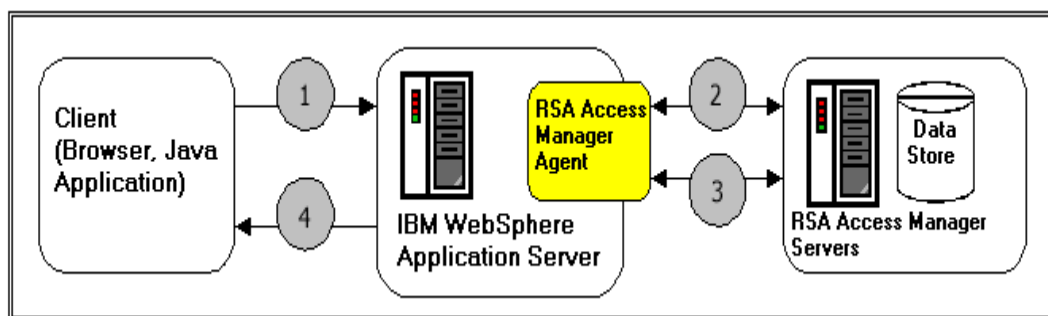 Client
(Browser, Java
Application)
1
4
IBM WebSphere
Application Server
RSA Access
Manager
Agent
2
3
Data
Store
RSA Access Manager
Servers